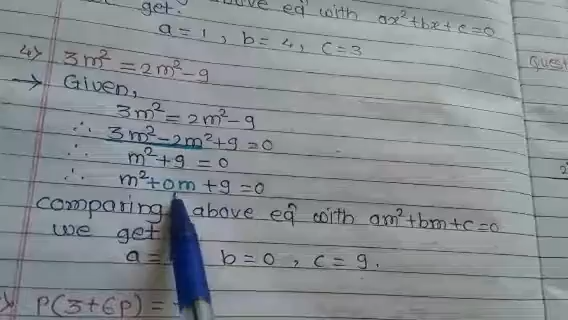 get: above eq with ax²+bx+c=0
a=1, b=4, c=3
4) 3m² = 2m²-9
→ Given,
3m² = 2m²-9
∴ 3m²-2m²+9=0
∴ m²+9=0
∴ m²+0m+9=0
comparing above eq with am²+bm+c=0
we get
a= b=0, c=9.
P(3+6P) =
Quest